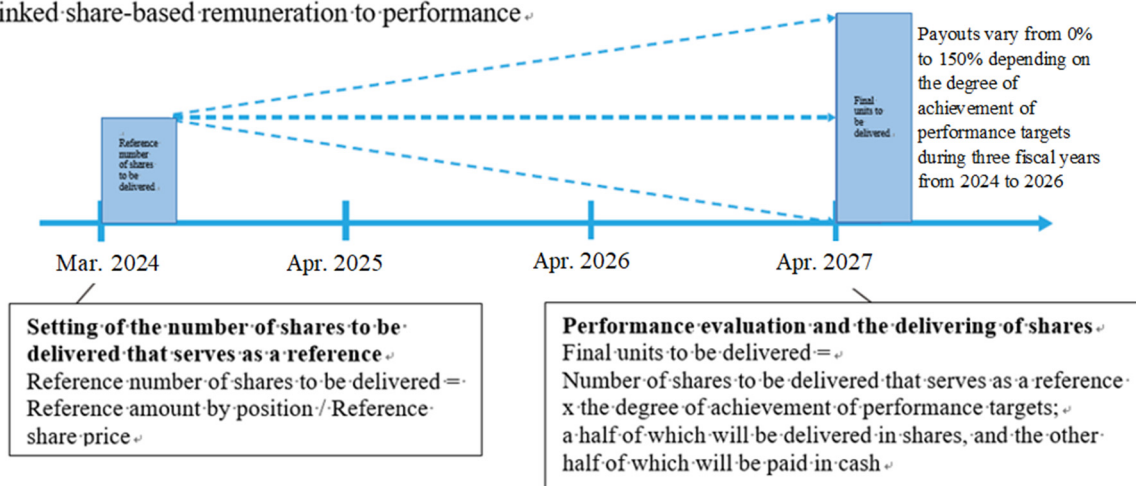 inked share-based remuneration to performance
Payouts vary from 0%
to 150% depending on
the degree of
achievement of
performance targets
during three fiscal years
from 2024 to 2026
Reference
number
of shares
to be
delivered
Final
units to
be
delivered
Mar. 2024
Apr. 2025
Apr. 2026
Apr. 2027
Setting of the number of shares to be
delivered that serves as a reference
Reference number of shares to be delivered =
Reference amount by position / Reference
share price
Performance evaluation and the delivering of shares
Final units to be delivered =
Number of shares to be delivered that serves as a reference
x the degree of achievement of performance targets;
a half of which will be delivered in shares, and the other
half of which will be paid in cash